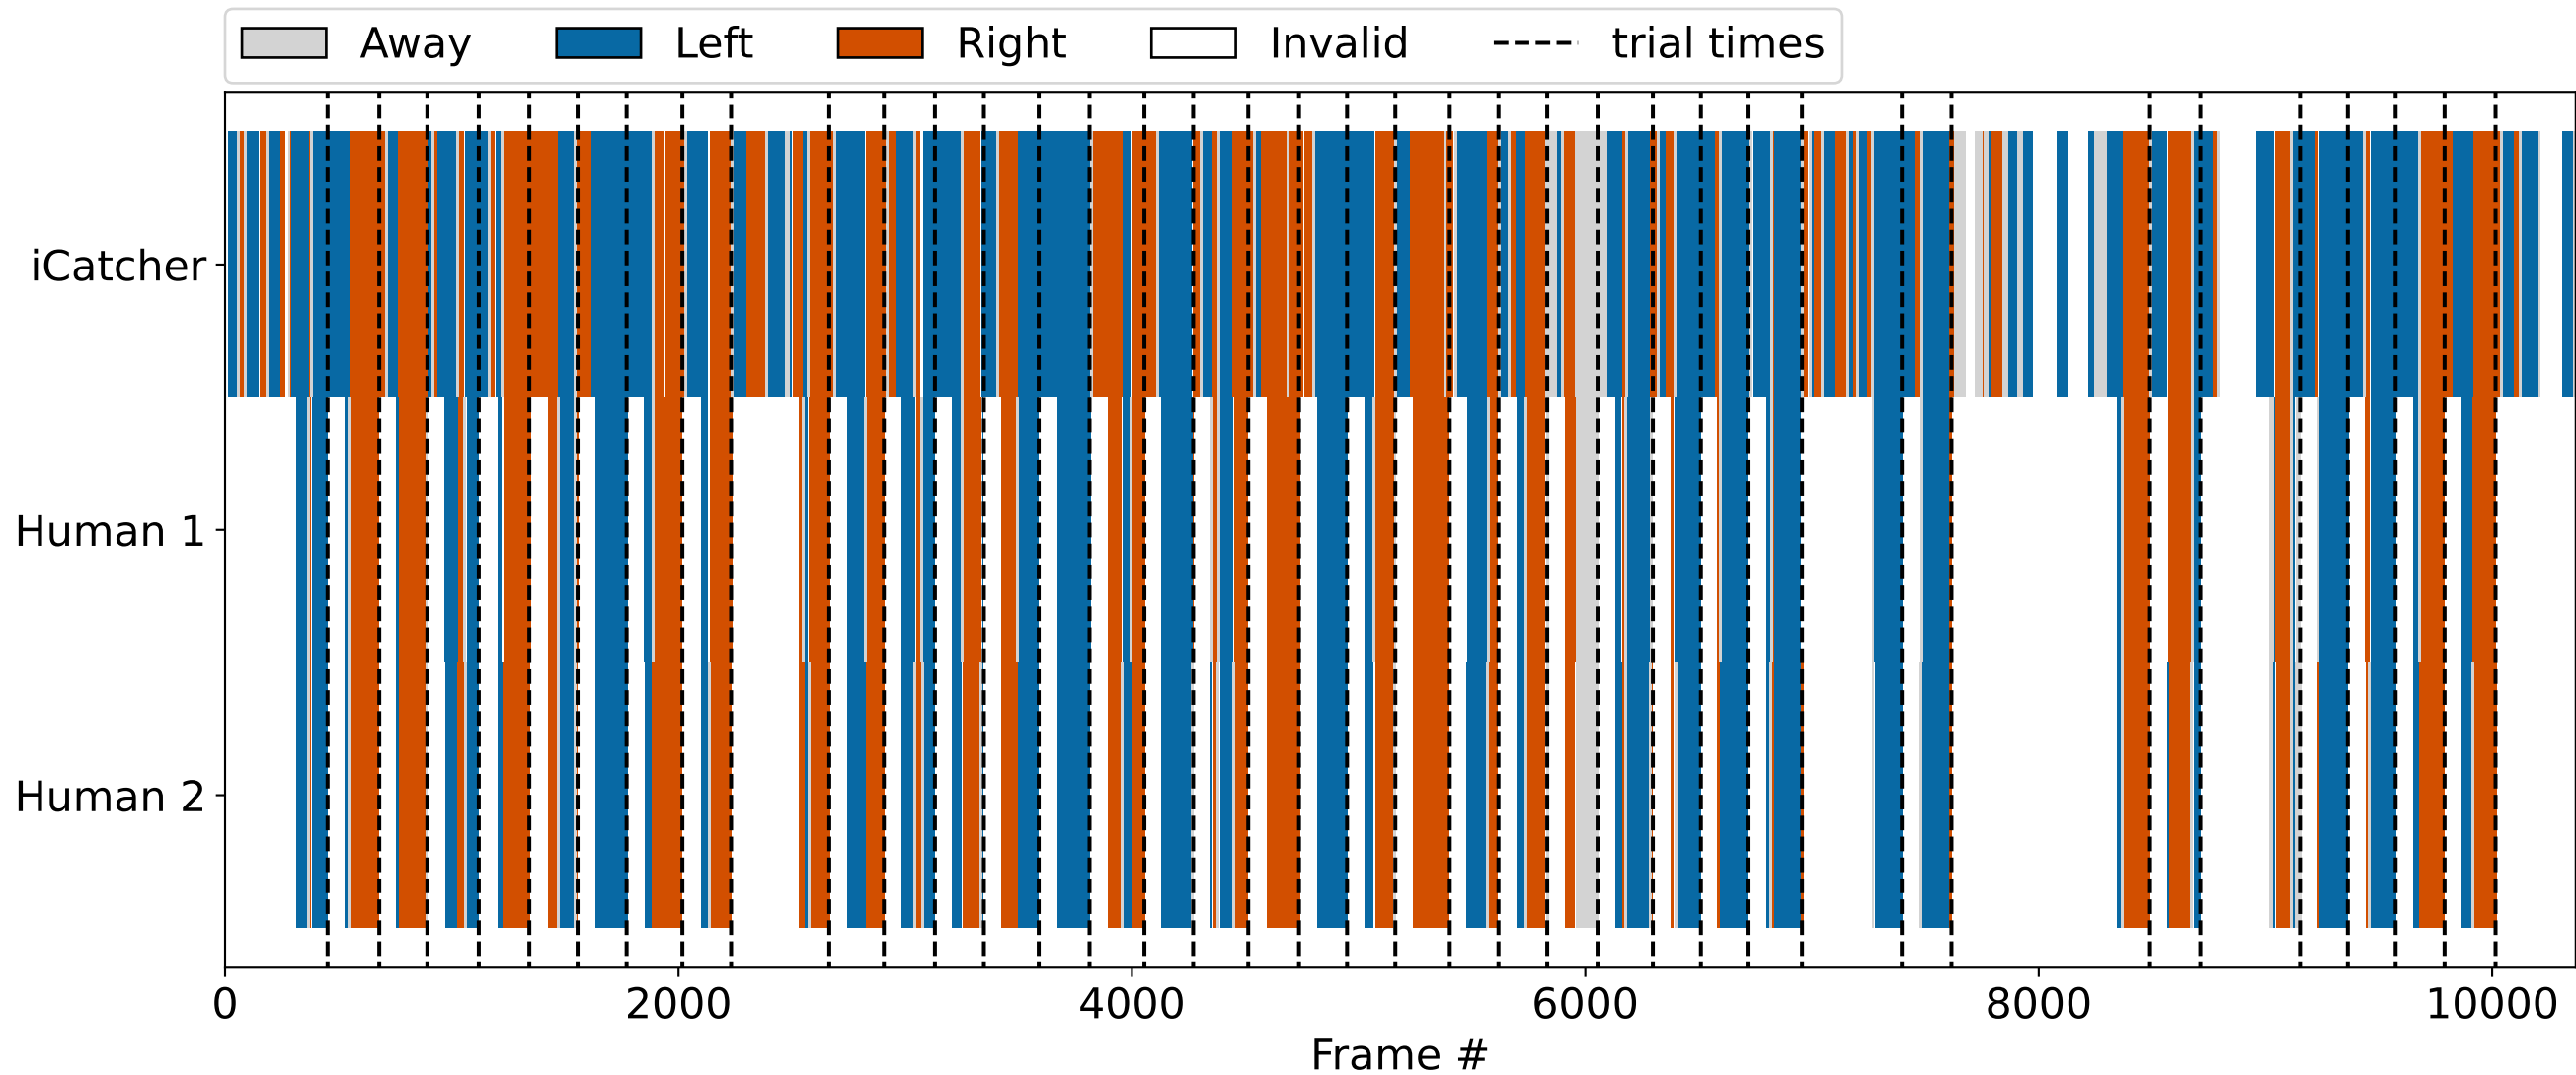 Away Left Right Invalid trial times
iCatcher
Human 1
Human 2
0 2000 4000 6000 8000 10000
Frame #